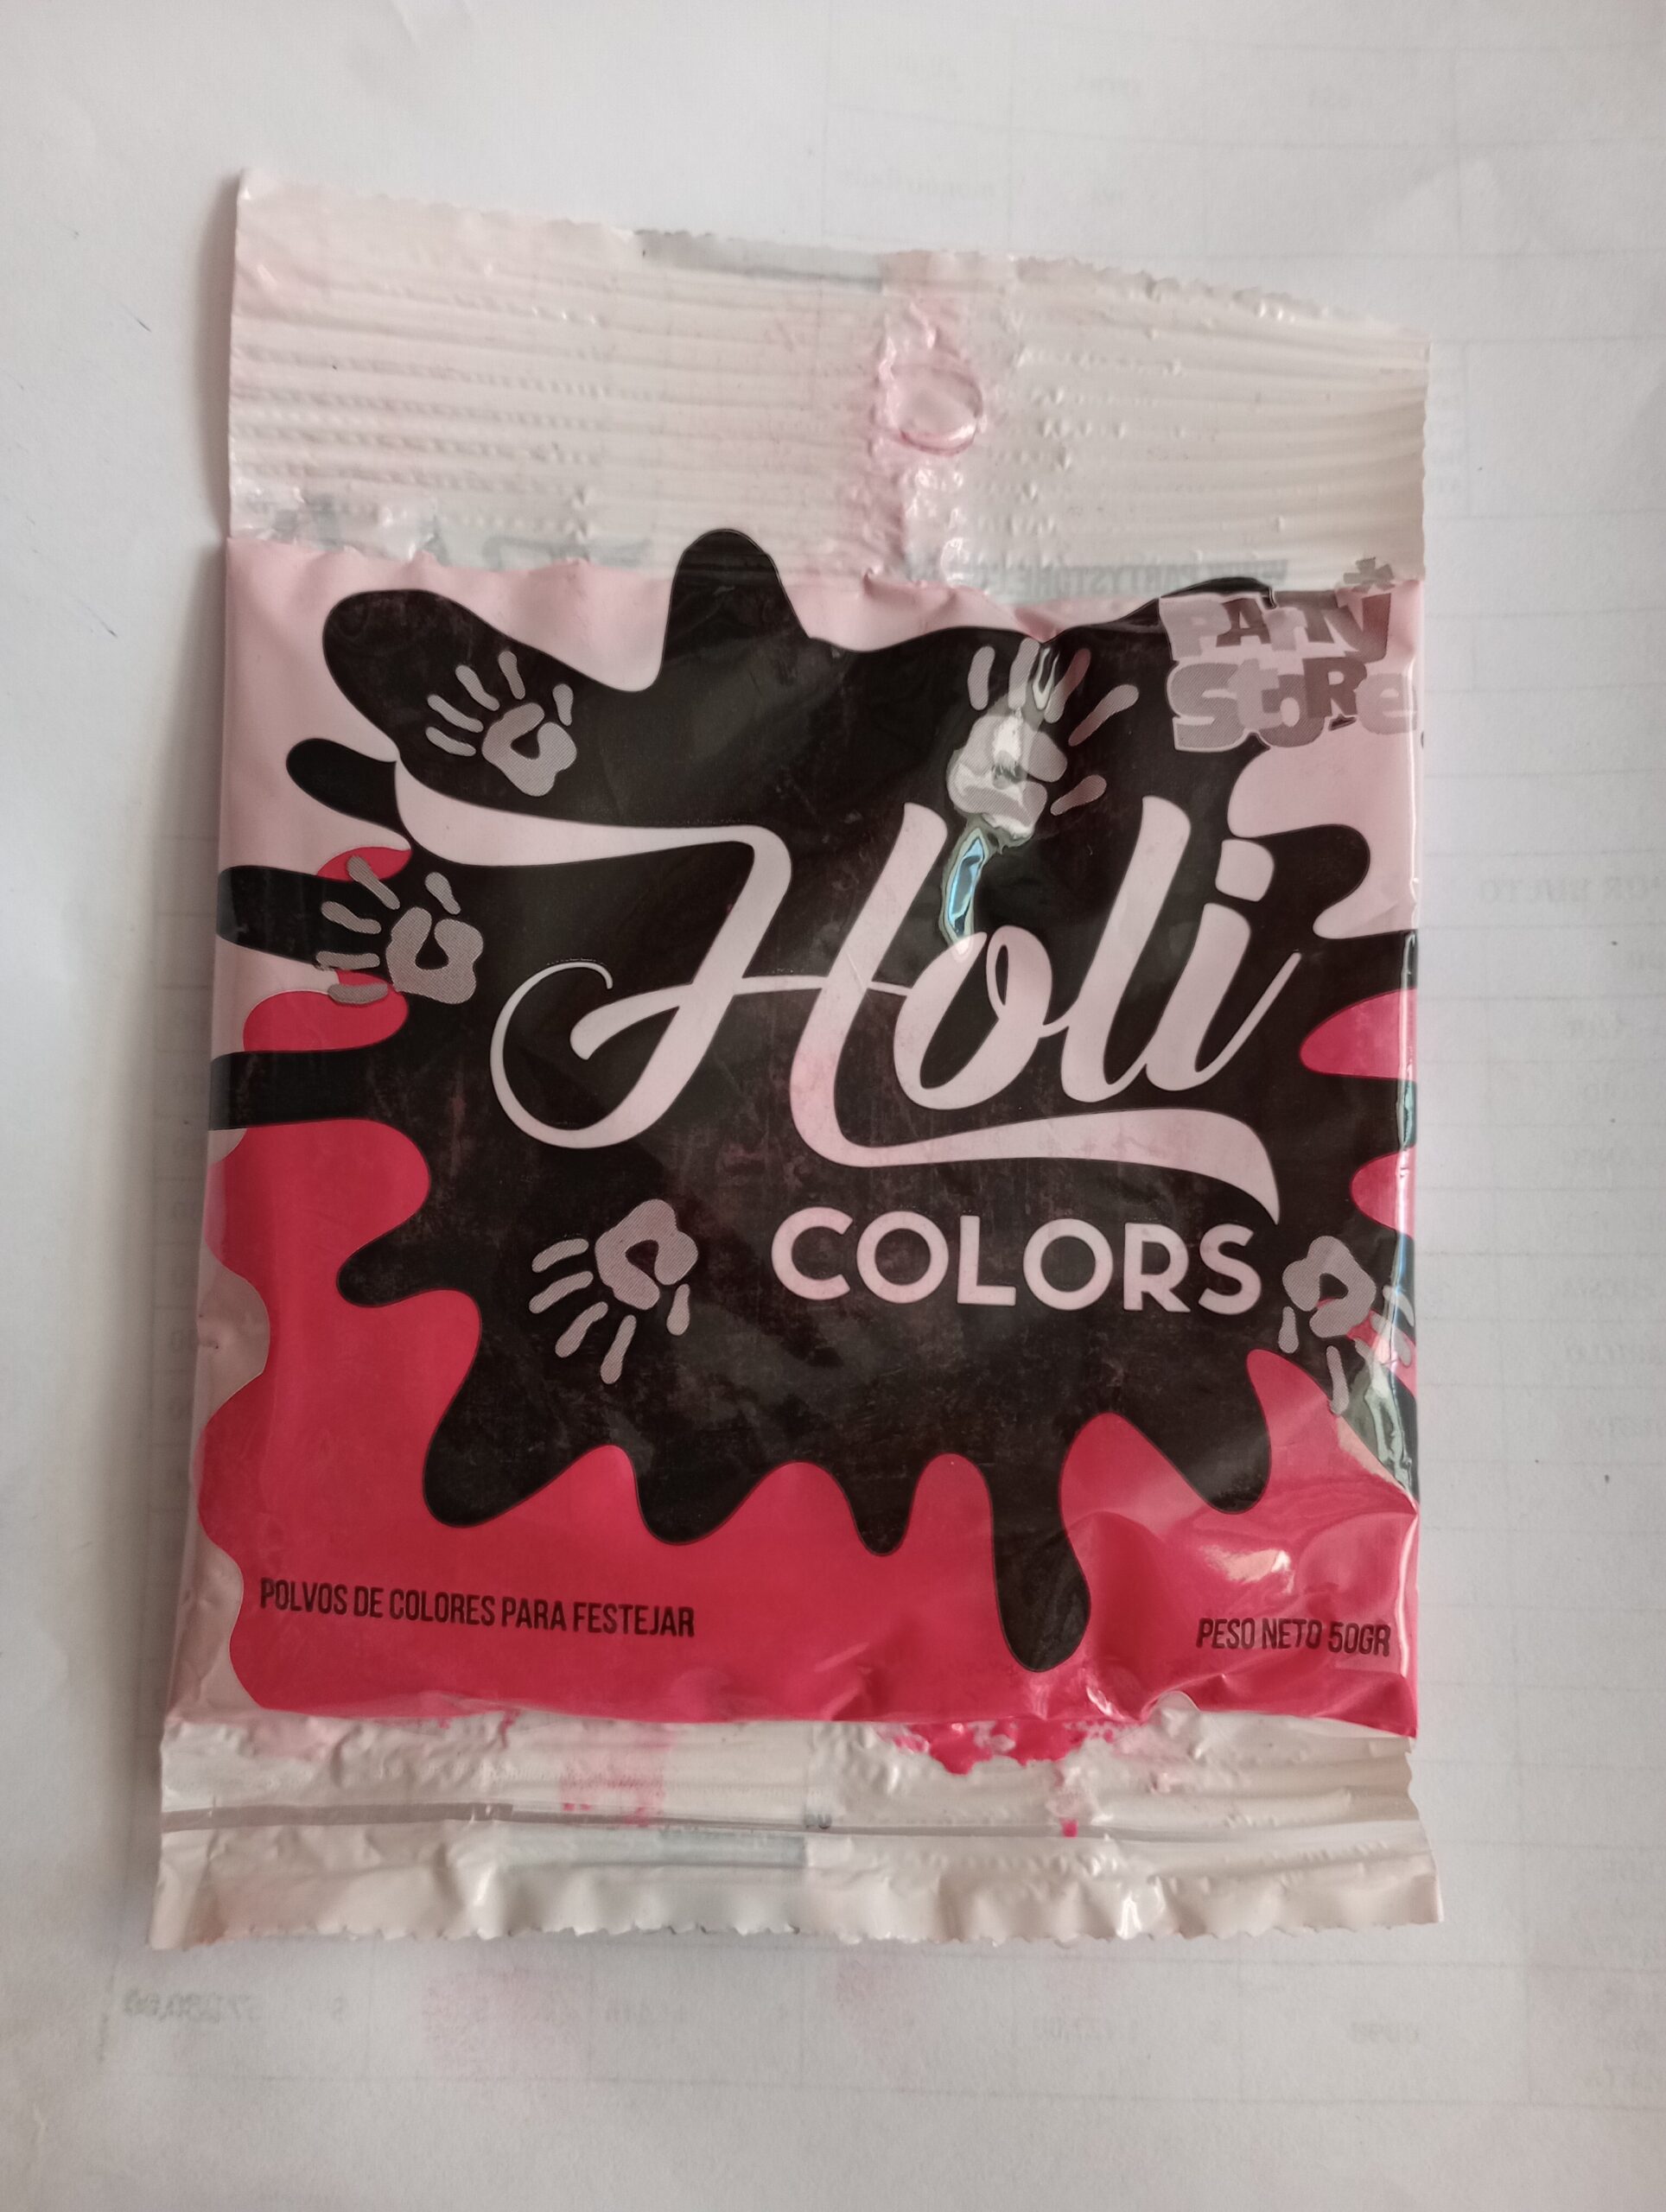 PARTY
STORE
Holi
COLORS
POLVOS DE COLORES PARA FESTEJAR
PESO NETO 50GR